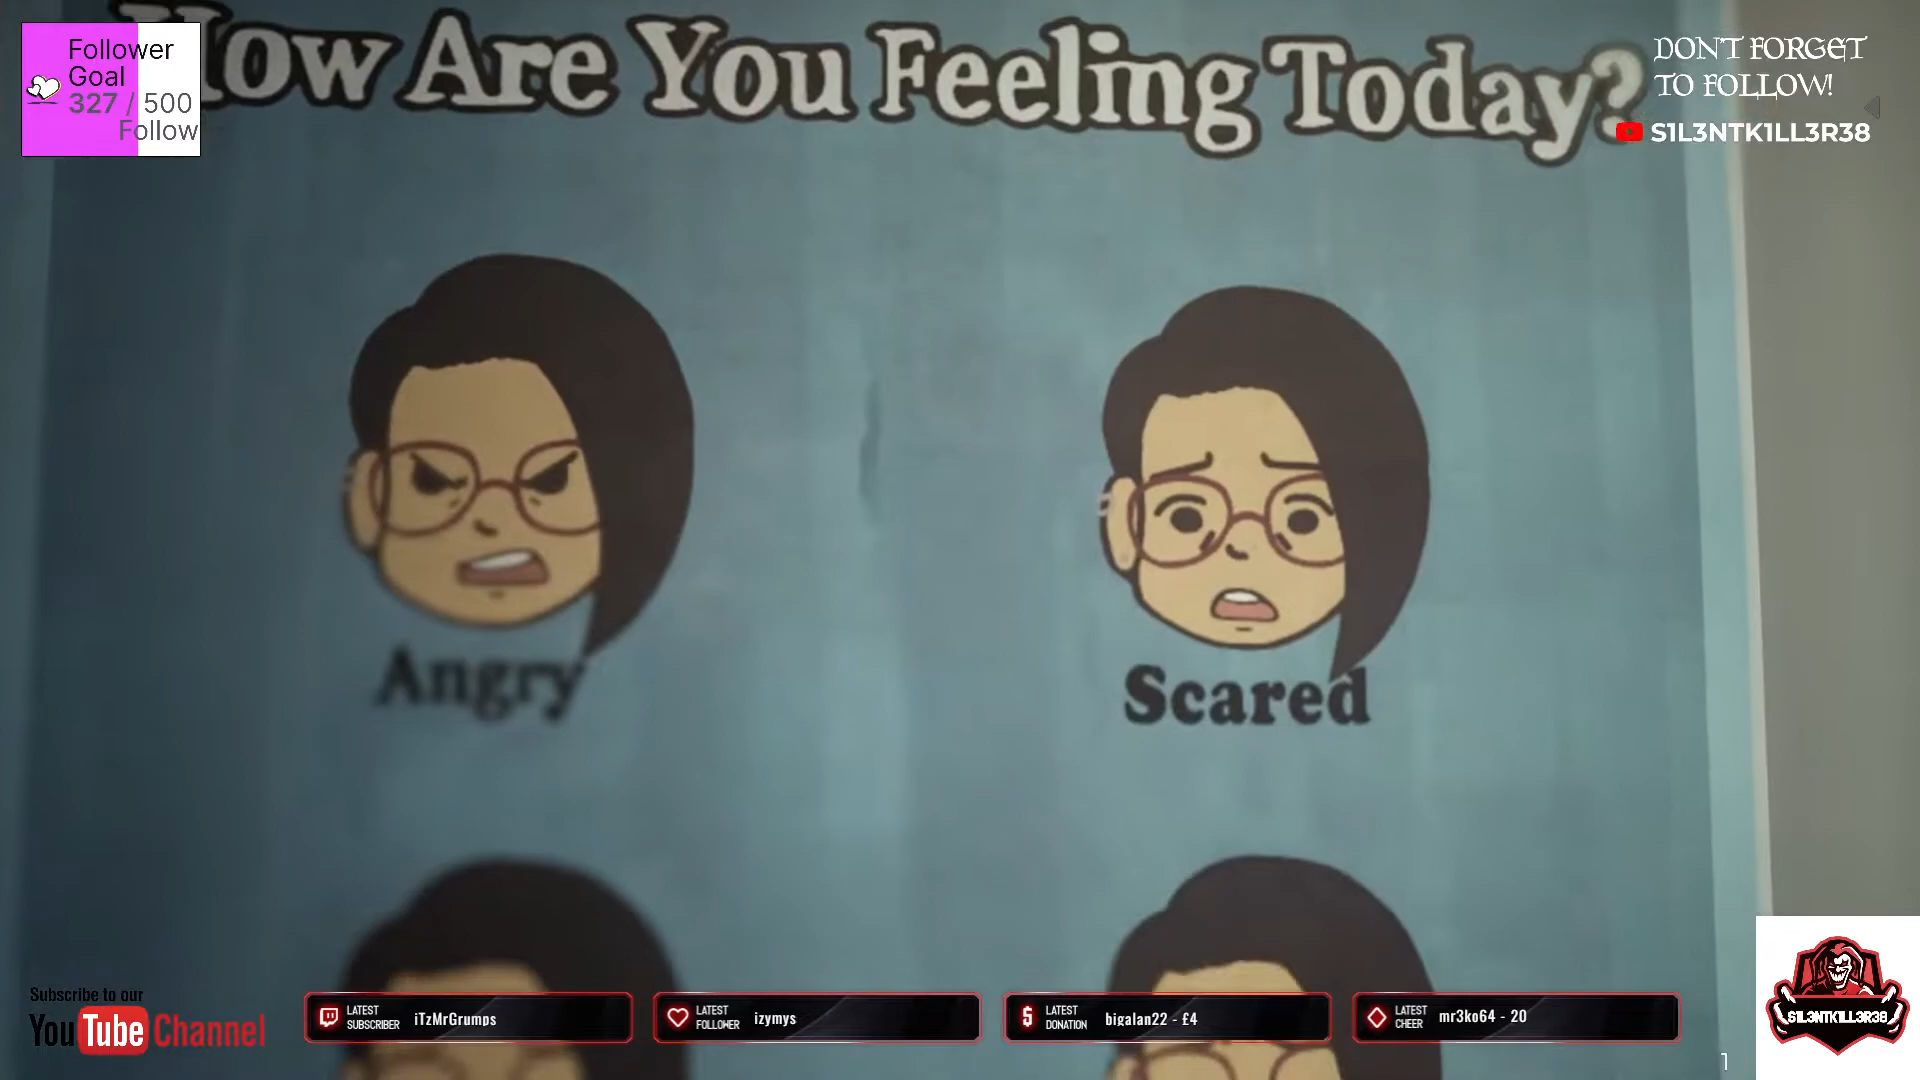 How Are You Feeling Today?
Follower
Goal
327 / 500
Follow
DON'T FORGET
TO FOLLOW!
S1L3NTK1LL3R38
Angry
Scared
Subscribe to our
YouTube Channel
LATEST
SUBSCRIBER
iTzMrGrumps
LATEST
FOLLOWER
izymys
LATEST
DONATION
bigalan22 - £4
LATEST
CHEER
mr3ko64 - 20
1
S1L3NTK1LL3R38